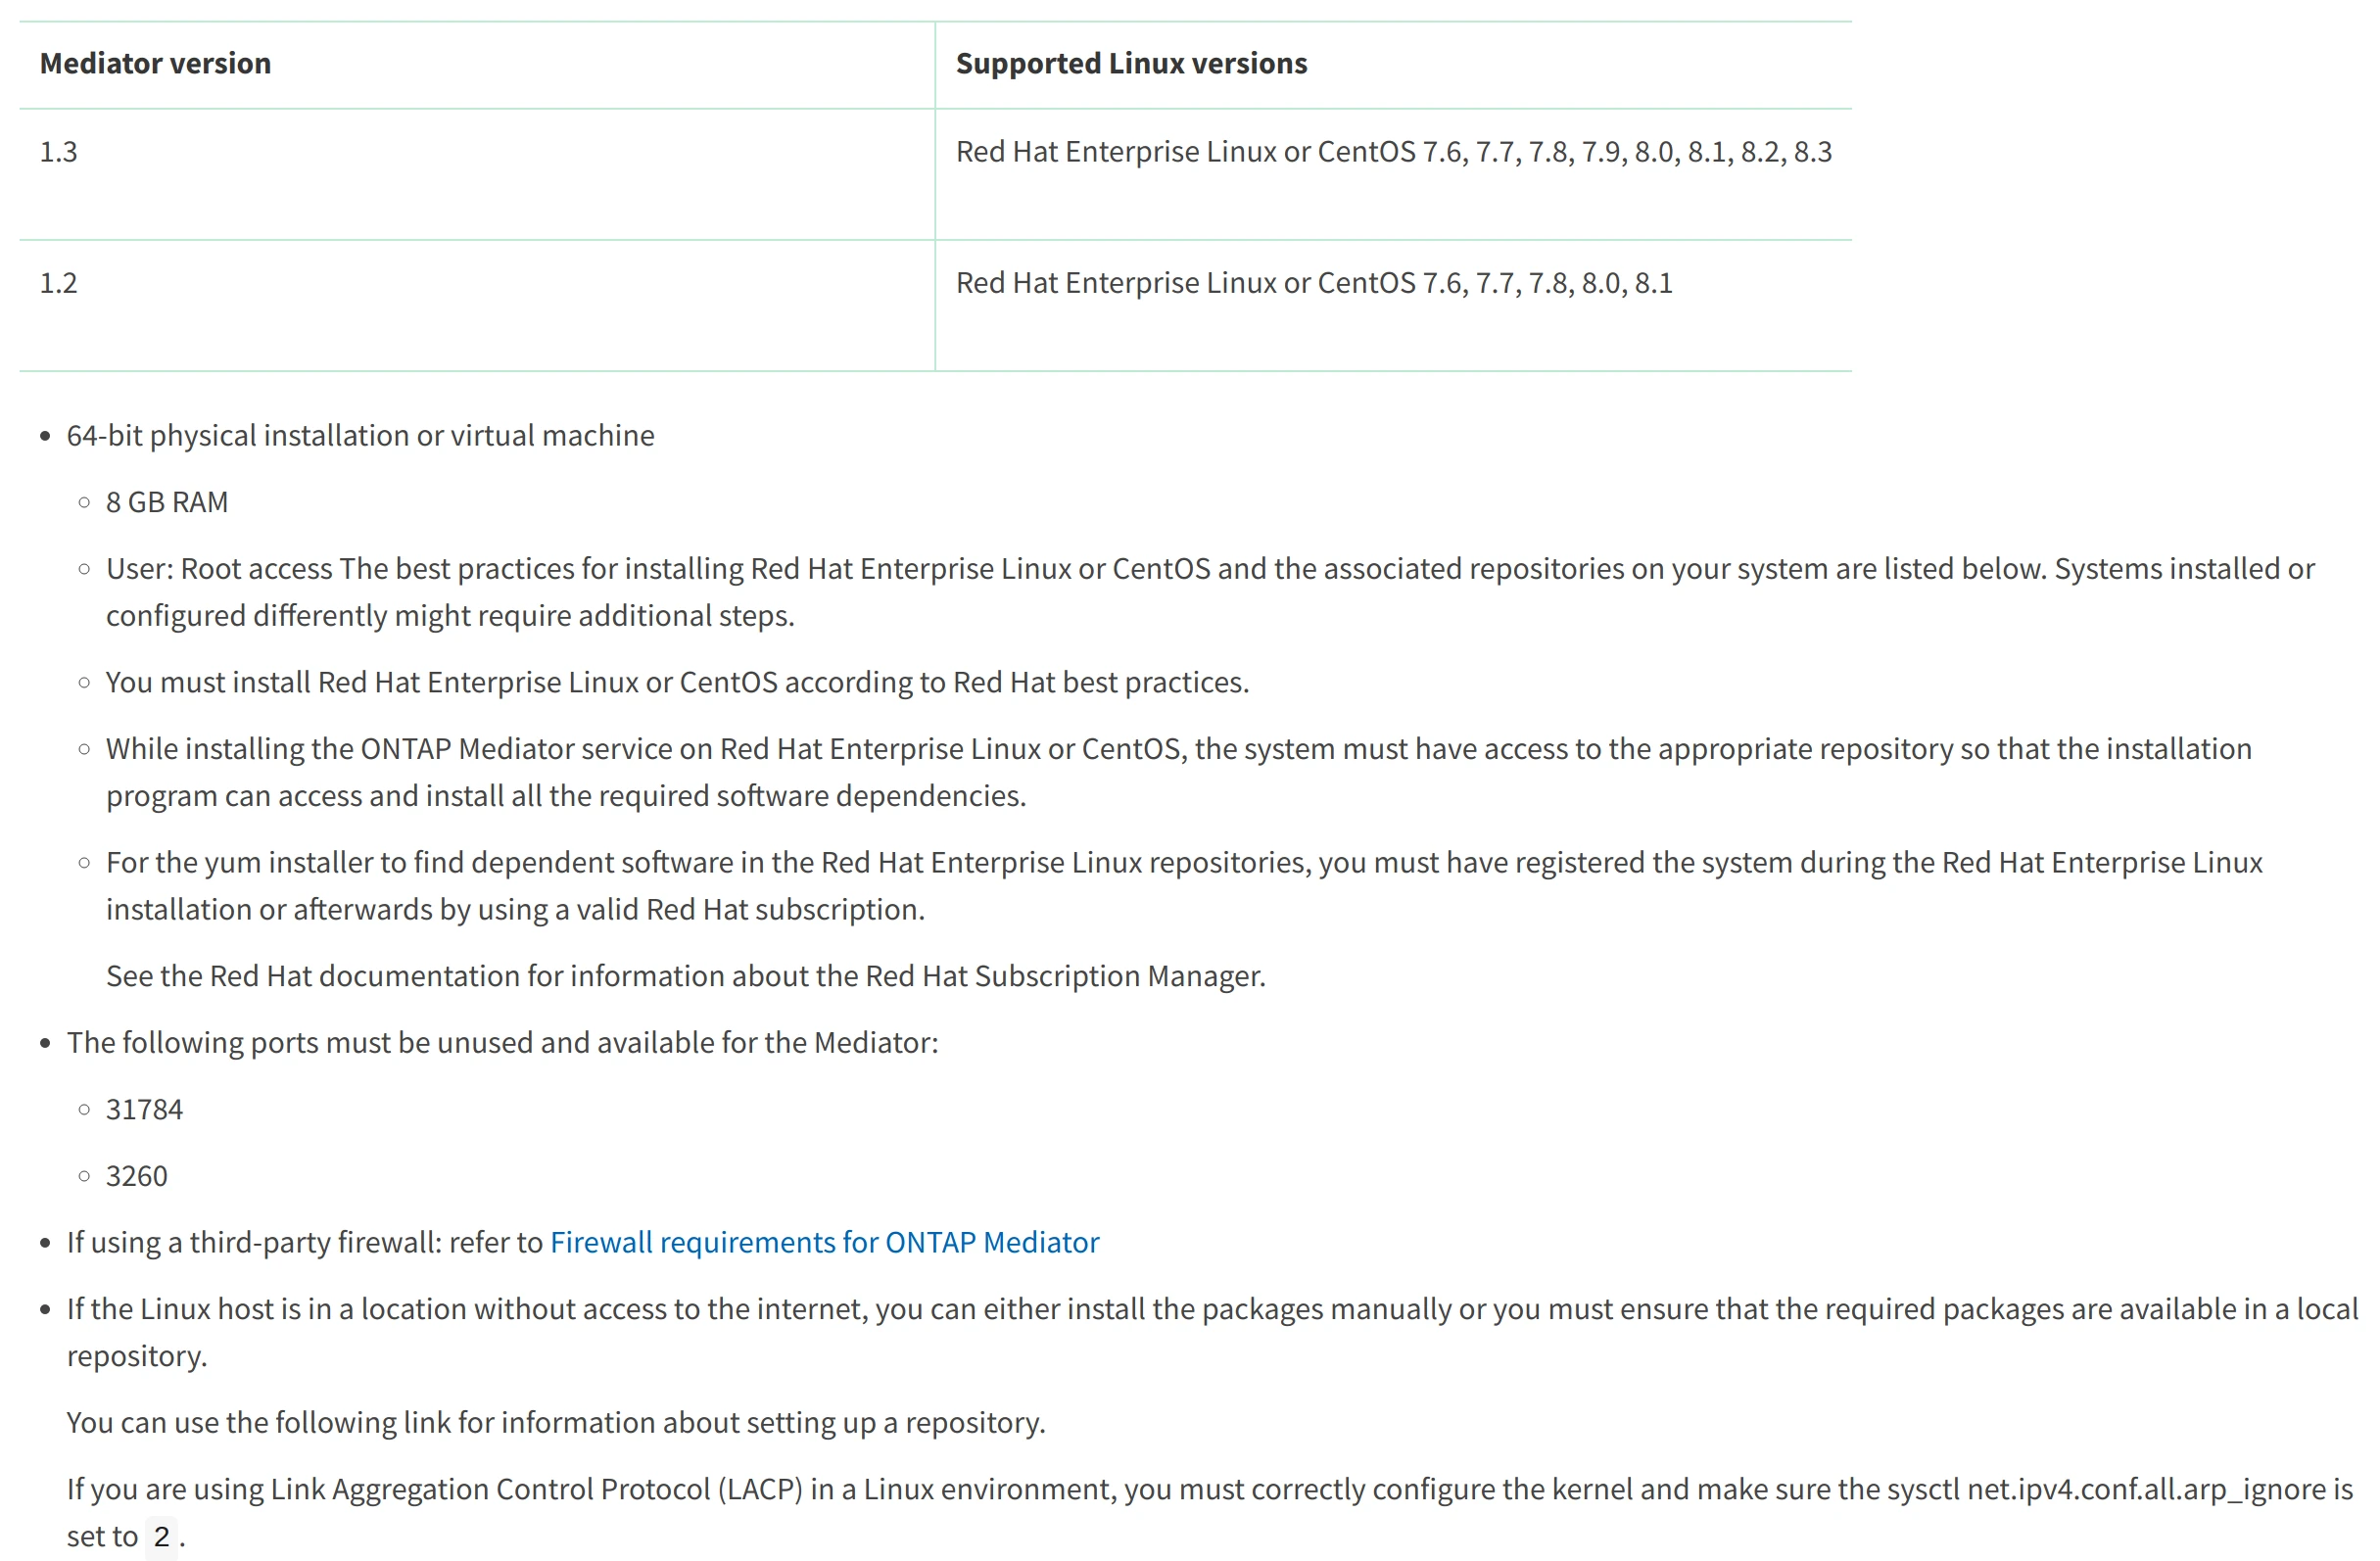 Mediator version
Supported Linux versions
1.3
Red Hat Enterprise Linux or CentOS 7.6, 7.7, 7.8, 7.9, 8.0, 8.1, 8.2, 8.3
1.2
Red Hat Enterprise Linux or CentOS 7.6, 7.7, 7.8, 8.0, 8.1
• 64-bit physical installation or virtual machine
◦ 8 GB RAM
◦ User: Root access The best practices for installing Red Hat Enterprise Linux or CentOS and the associated repositories on your system are listed below. Systems installed or
configured differently might require additional steps.
◦ You must install Red Hat Enterprise Linux or CentOS according to Red Hat best practices.
◦ While installing the ONTAP Mediator service on Red Hat Enterprise Linux or CentOS, the system must have access to the appropriate repository so that the installation
program can access and install all the required software dependencies.
◦ For the yum installer to find dependent software in the Red Hat Enterprise Linux repositories, you must have registered the system during the Red Hat Enterprise Linux
installation or afterwards by using a valid Red Hat subscription.
See the Red Hat documentation for information about the Red Hat Subscription Manager.
• The following ports must be unused and available for the Mediator:
◦ 31784
◦ 3260
• If using a third-party firewall: refer to Firewall requirements for ONTAP Mediator
• If the Linux host is in a location without access to the internet, you can either install the packages manually or you must ensure that the required packages are available in a local
repository.
You can use the following link for information about setting up a repository.
If you are using Link Aggregation Control Protocol (LACP) in a Linux environment, you must correctly configure the kernel and make sure the sysctl net.ipv4.conf.all.arp_ignore is
set to 2 .